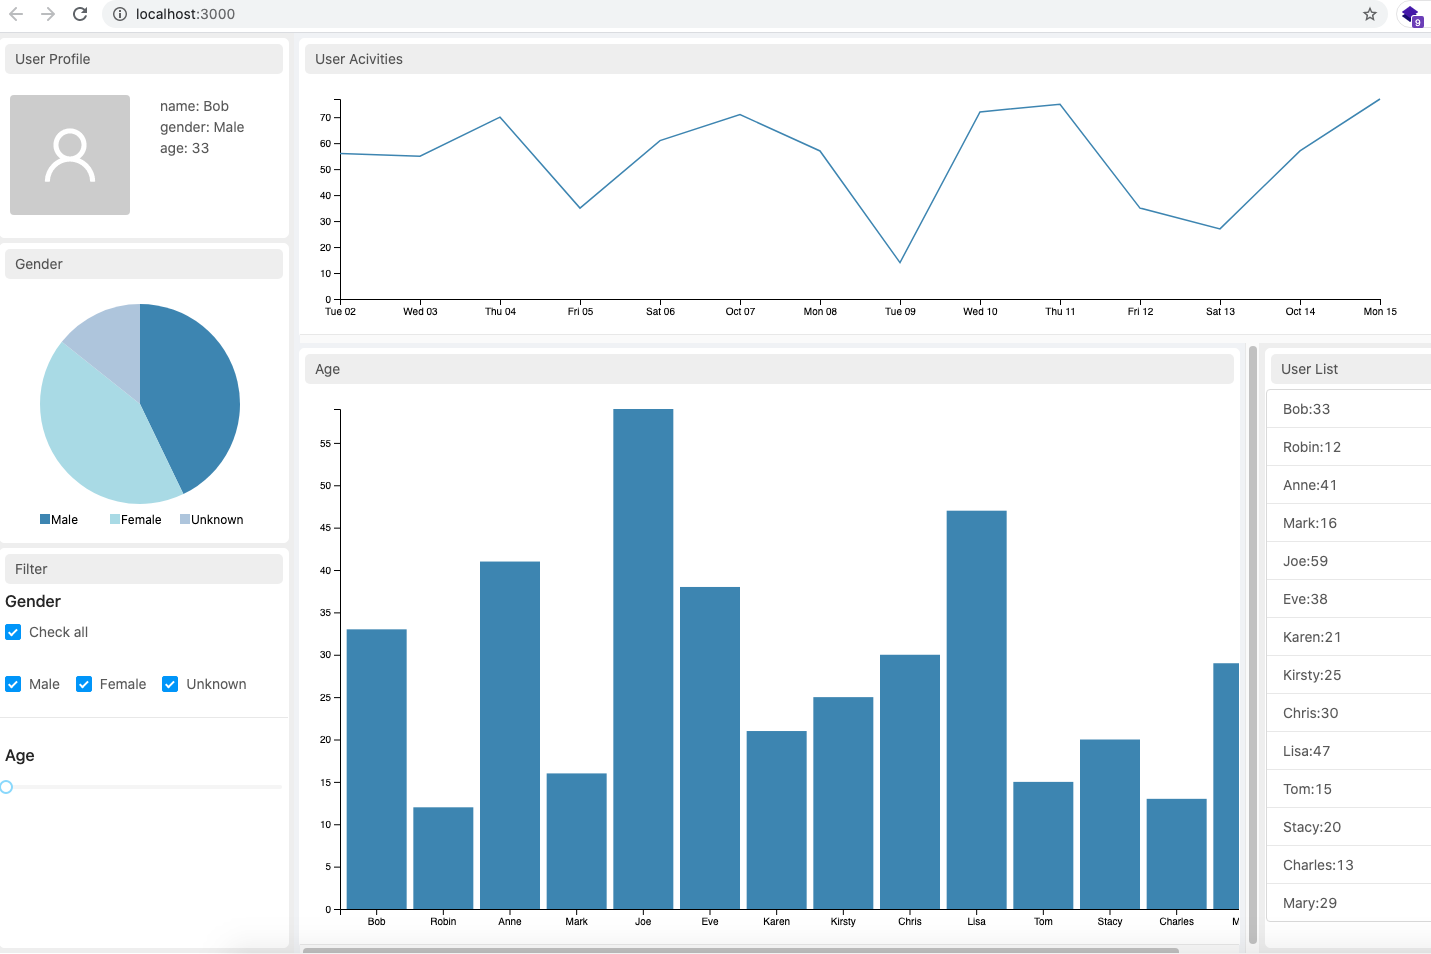 localhost:3000
9
User Profile
name: Bob
gender: Male
age: 33
Gender
Male Female Unknown
Filter
Gender
Check all
Male Female Unknown
Age
User Acivities
70
60
50
40
30
20
10
0
Tue 02 Wed 03 Thu 04 Fri 05 Sat 06 Oct 07 Mon 08 Tue 09 Wed 10 Thu 11 Fri 12 Sat 13 Oct 14 Mon 15
Age
55
50
45
40
35
30
25
20
15
10
5
0
Bob Robin Anne Mark Joe Eve Karen Kirsty Chris Lisa Tom Stacy Charles M
User List
Bob:33
Robin:12
Anne:41
Mark:16
Joe:59
Eve:38
Karen:21
Kirsty:25
Chris:30
Lisa:47
Tom:15
Stacy:20
Charles:13
Mary:29